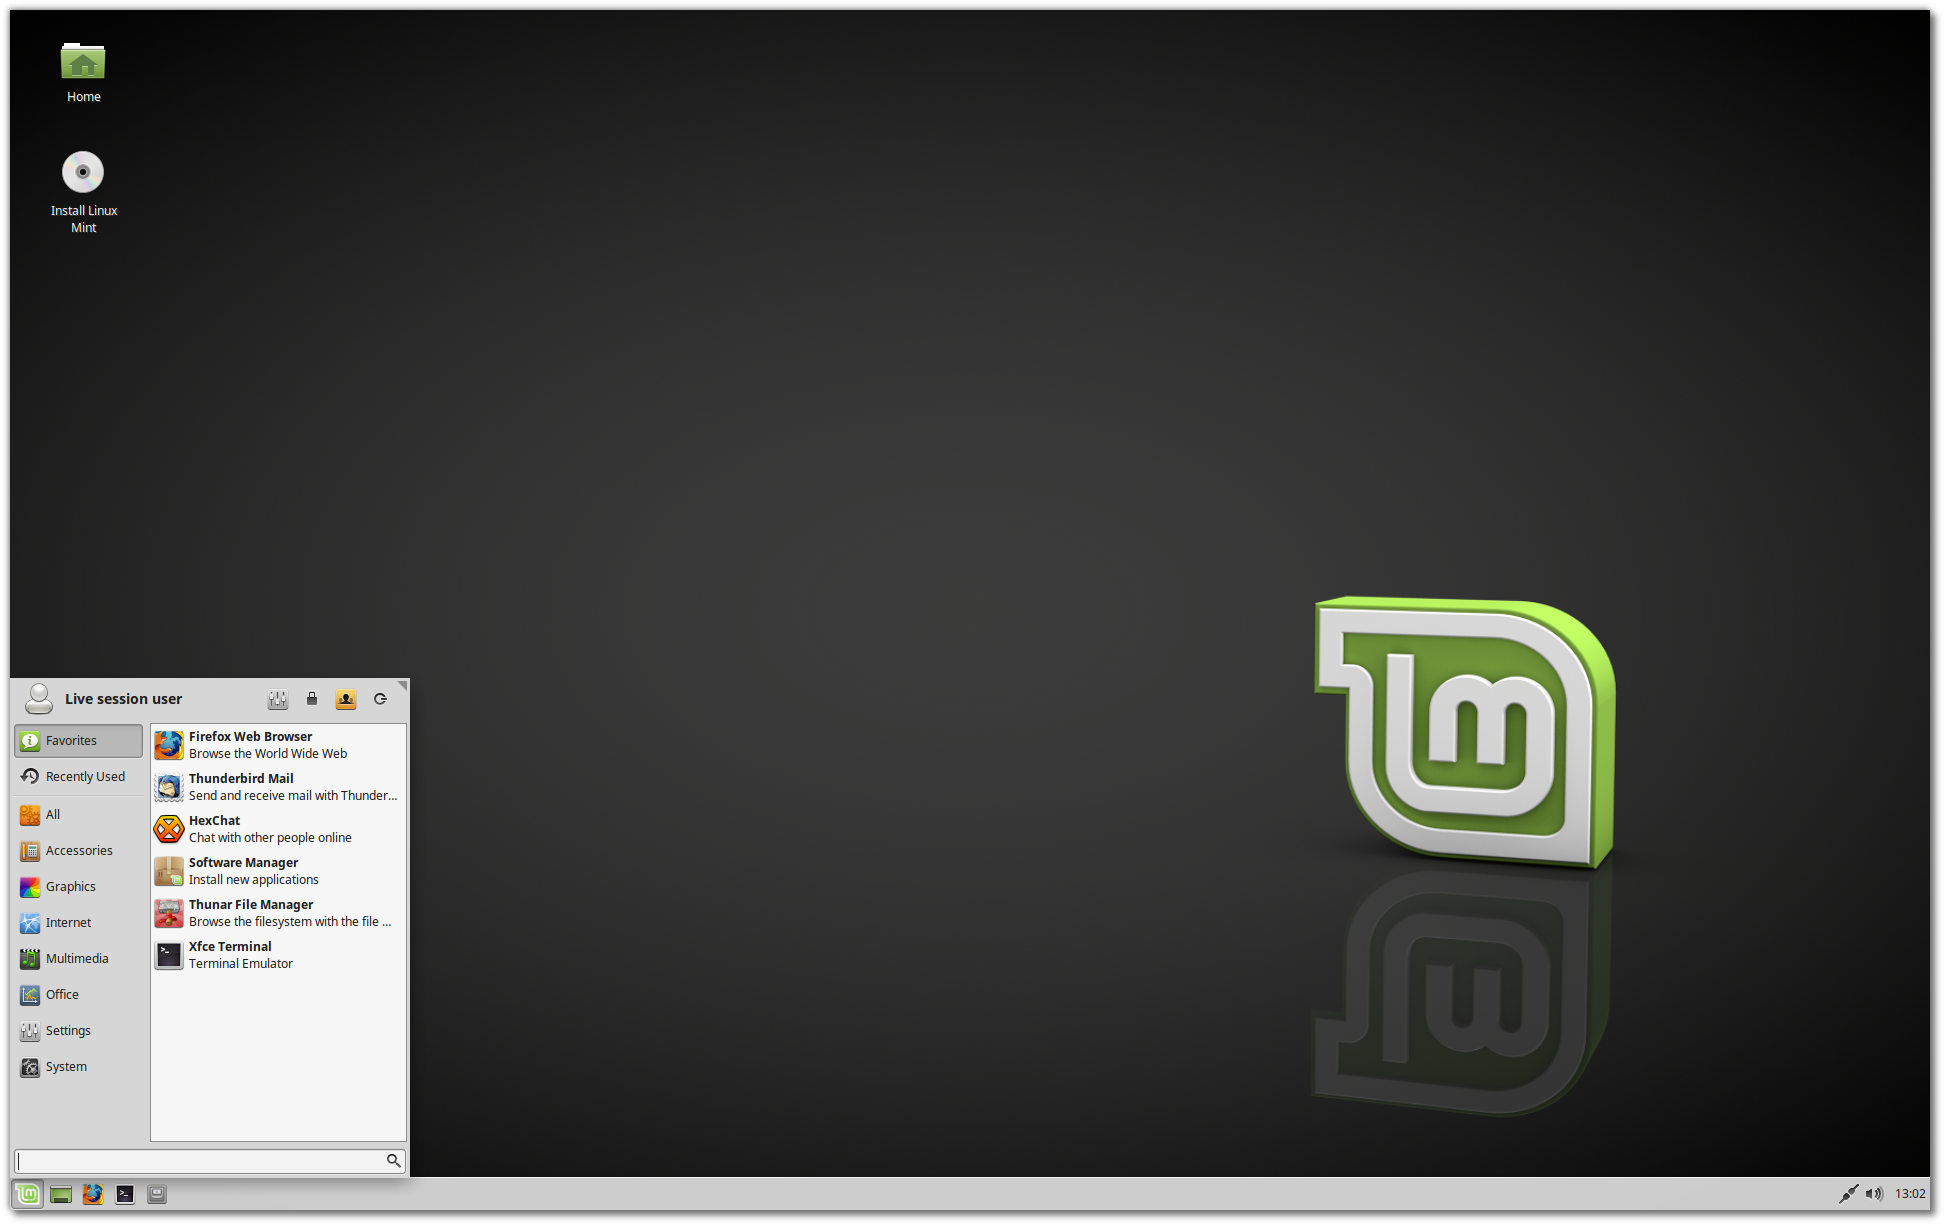 Home
Install Linux
Mint
Live session user
Favorites
Recently Used
All
Accessories
Graphics
Internet
Multimedia
Office
Settings
System
Firefox Web Browser
Browse the World Wide Web
Thunderbird Mail
Send and receive mail with Thunder...
HexChat
Chat with other people online
Software Manager
Install new applications
Thunar File Manager
Browse the filesystem with the file ...
Xfce Terminal
Terminal Emulator
13:02